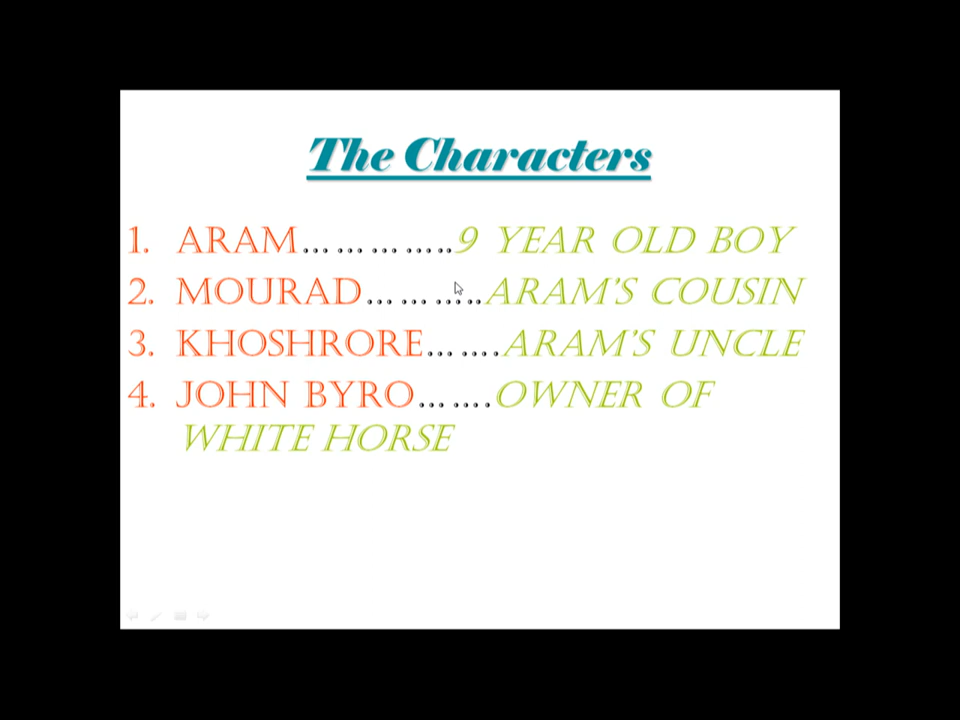 The Characters
1. ARAM… … … …..9 YEAR OLD BOY
2. MOURAD… … …..ARAM'S COUSIN
3. KHOSHRORE… ….ARAM'S UNCLE
4. JOHN BYRO… ….OWNER OF
WHITE HORSE